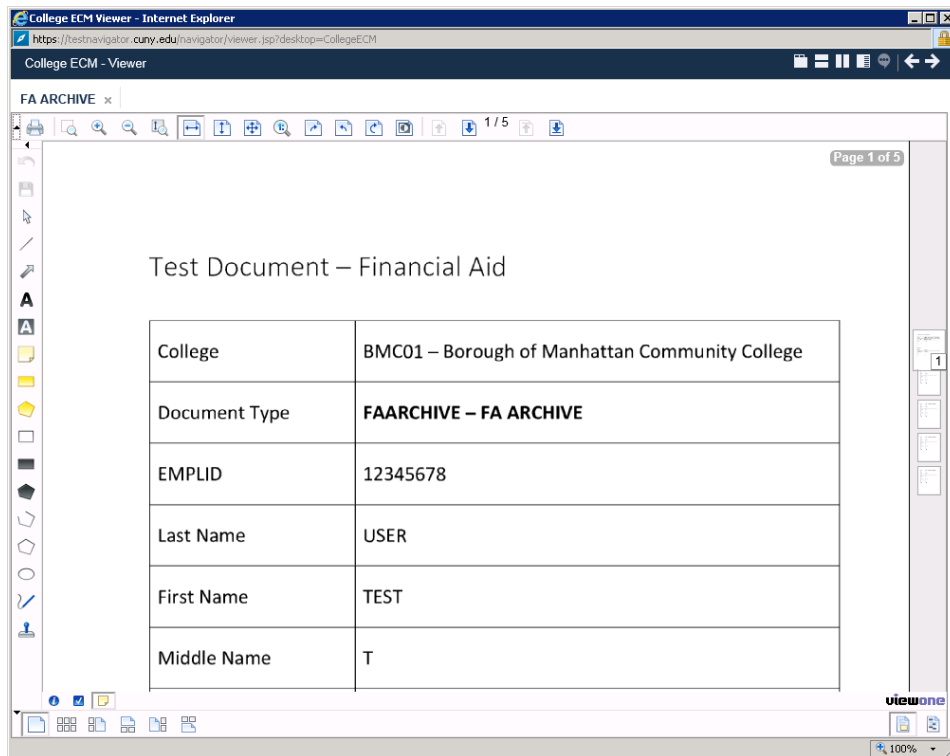 College ECM Viewer - Internet Explorer
https://testnavigator.cuny.edu/navigator/viewer.jsp?desktop=CollegeECM
College ECM - Viewer
FA ARCHIVE ×
1 / 5
Page 1 of 5
Test Document – Financial Aid
College BMC01 – Borough of Manhattan Community College
Document Type FAARCHIVE – FA ARCHIVE
EMPLID 12345678
Last Name USER
First Name TEST
Middle Name T
1
viewone
100%